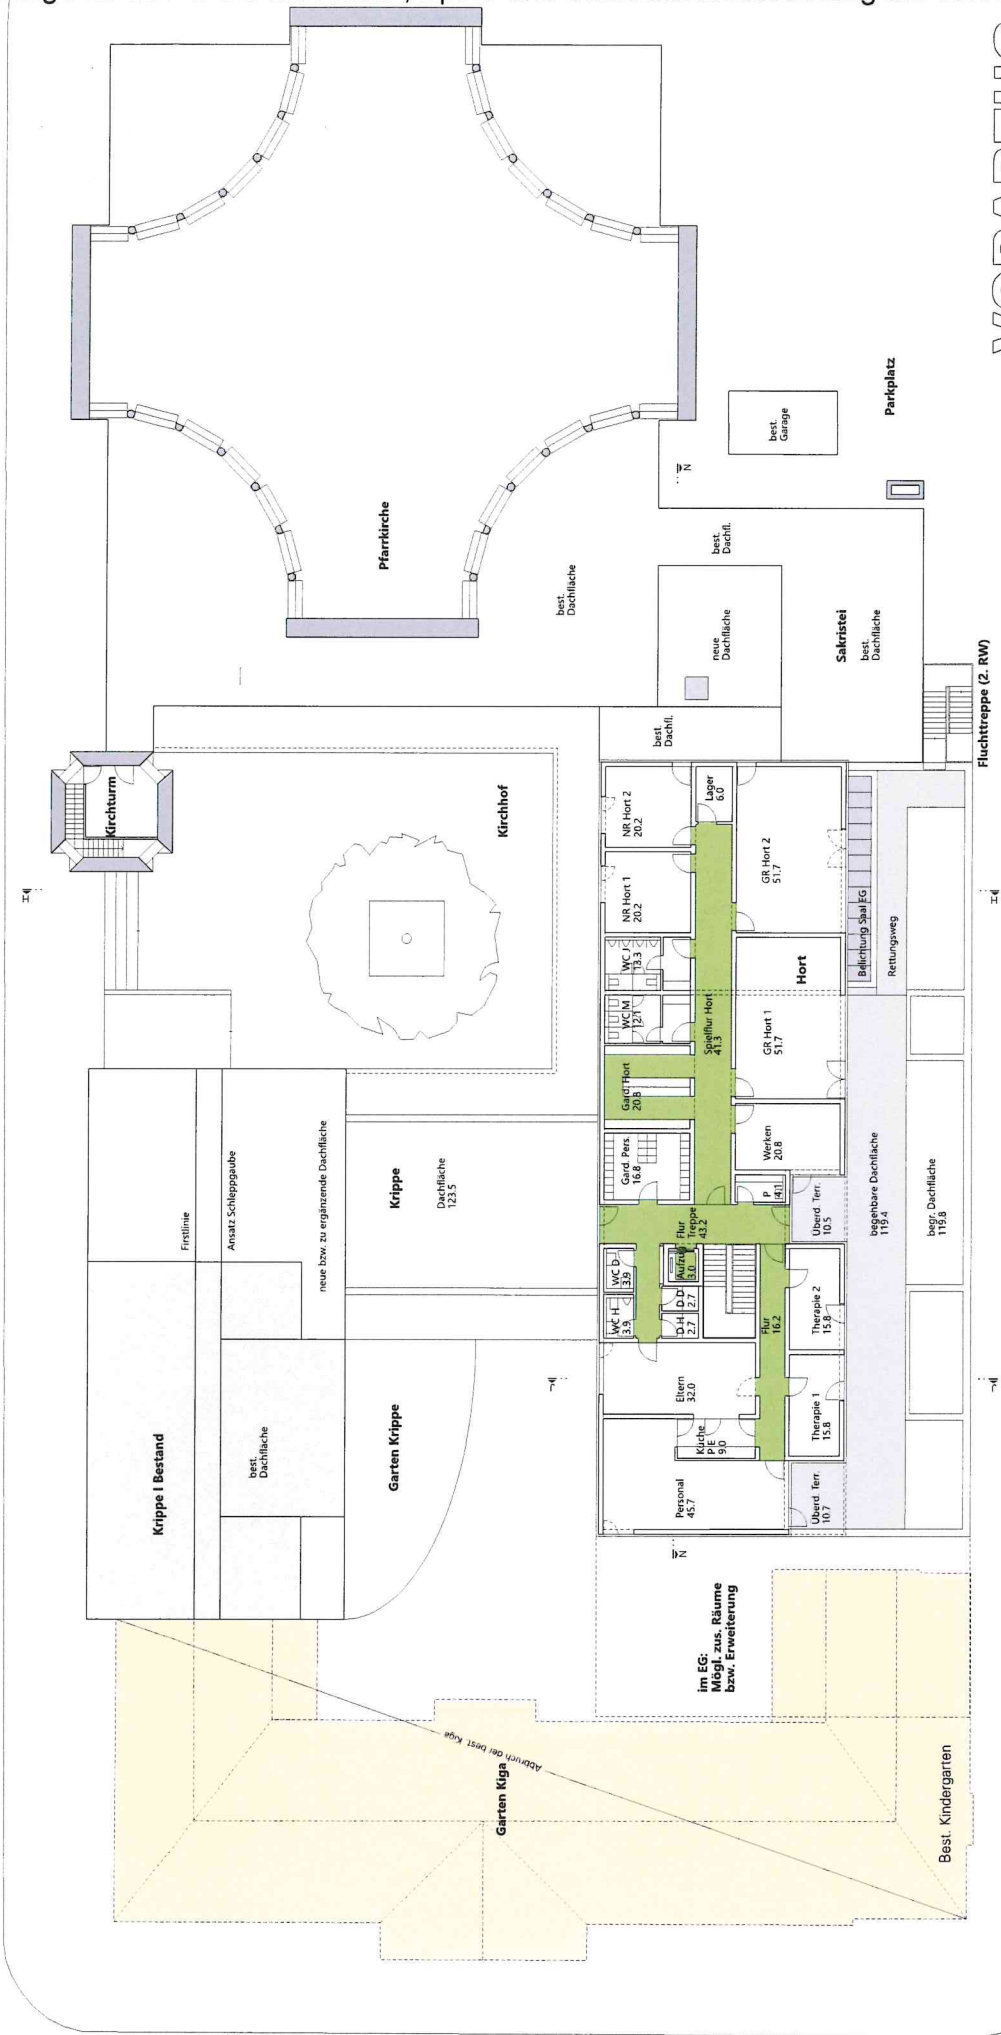 Kirchturm
Pfarrkirche
Kirchhof
Firstlinie
Ansatz Schleppgaube
neue bzw. zu ergänzende Dachfläche
Krippe
Dachfläche
123.5
Krippe I Bestand
best.
Dachfläche
Garten Krippe
Garten Kiga
Abbruch der best. Kiga
Best. Kindergarten
im EG:
Mögl. zus. Räume
bzw. Erweiterung
best.
Dachfläche
best.
Dachfl.
neue
Dachfläche
best.
Dachfl.
Sakristei
best.
Dachfläche
best.
Garage
Parkplatz
N
N
Fluchttreppe (2. RW)
NR Hort 2
20.2
NR Hort 1
20.2
Lager
6.0
WC J
13.3
WC M
12.1
Gard. Hort
20.8
Gard. Pers.
16.8
Spielflur Hort
41.3
GR Hort 2
51.7
Hort
GR Hort 1
51.7
Werken
20.8
P
4.1
Flur
Treppe
43.2
Aufzug
3.0
WC D
3.9
WC H
3.9
D D
2.7
D H
2.7
Flur
16.2
Eltern
32.0
Küche
P E
9.0
Personal
45.7
Therapie 2
15.8
Therapie 1
15.8
Überd. Terr.
10.5
Überd. Terr.
10.7
Belichtung Saal EG
Rettungsweg
begehbare Dachfläche
119.4
begr. Dachfläche
119.8